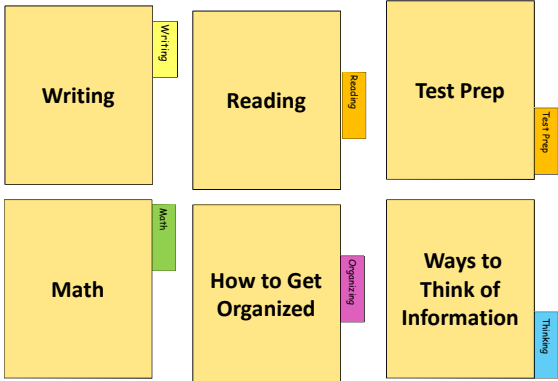 Writing
Writing
Reading
Reading
Test Prep
Test Prep
Math
Math
How to Get
Organized
Organizing
Ways to
Think of
Information
Thinking